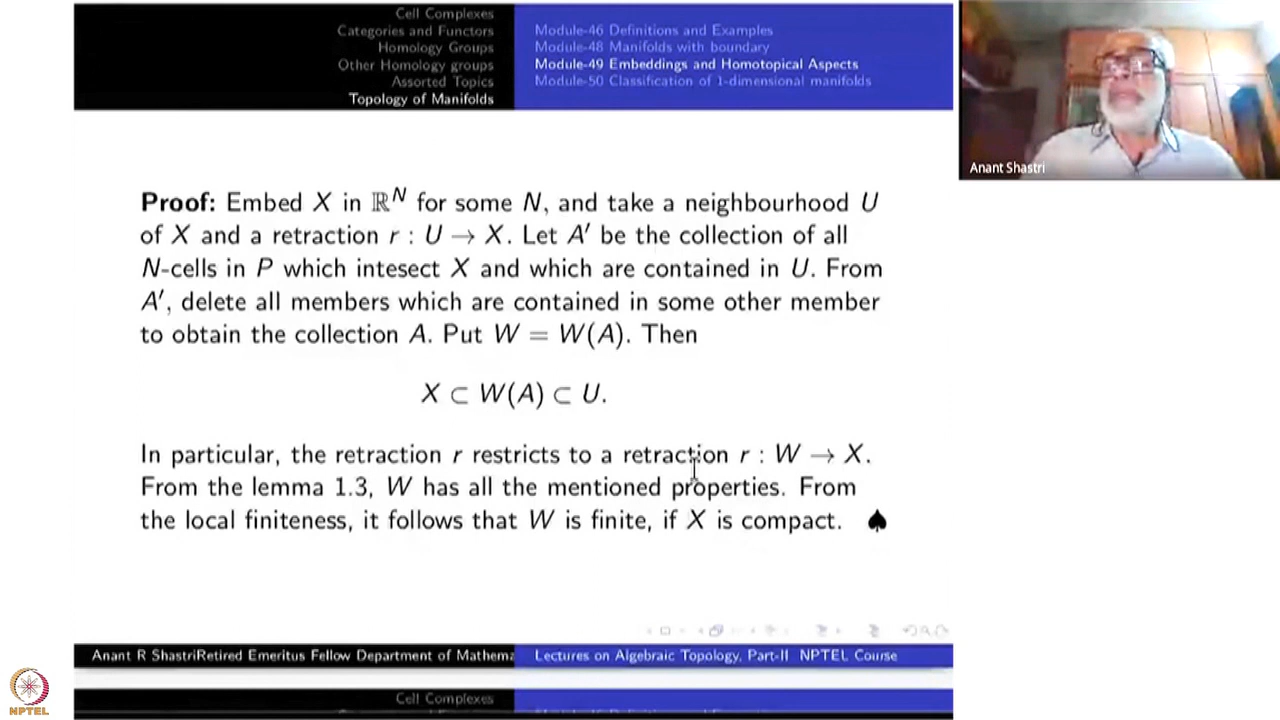 Cell Complexes
Categories and Functors
Homology Groups
Other Homology groups
Assorted Topics
Topology of Manifolds
Module-46 Definitions and Examples
Module-48 Manifolds with boundary
Module-49 Embeddings and Homotopical Aspects
Module-50 Classification of 1-dimensional manifolds
Anant Shastri
Proof: Embed X in ℝ^N for some N, and take a neighbourhood U
of X and a retraction r : U → X. Let A′ be the collection of all
N-cells in P which intesect X and which are contained in U. From
A′, delete all members which are contained in some other member
to obtain the collection A. Put W = W(A). Then
X ⊂ W(A) ⊂ U.
In particular, the retraction r restricts to a retraction r : W → X.
From the lemma 1.3, W has all the mentioned properties. From
the local finiteness, it follows that W is finite, if X is compact. ♠
Anant R ShastriRetired Emeritus Fellow Department of Mathema
Lectures on Algebraic Topology, Part-II NPTEL Course
NPTEL
Cell Complexes